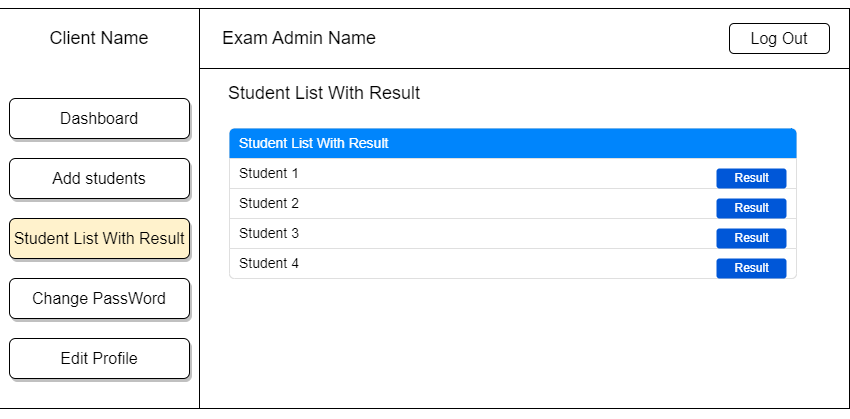 Client Name
Exam Admin Name
Log Out
Dashboard
Add students
Student List With Result
Change PassWord
Edit Profile
Student List With Result
Student List With Result
Student 1
Result
Student 2
Result
Student 3
Result
Student 4
Result